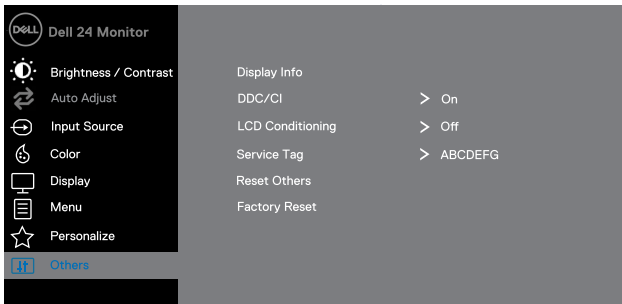 DELL Dell 24 Monitor
Brightness / Contrast
Auto Adjust
Input Source
Color
Display
Menu
Personalize
Others
Display Info
DDC/CI > On
LCD Conditioning > Off
Service Tag > ABCDEFG
Reset Others
Factory Reset